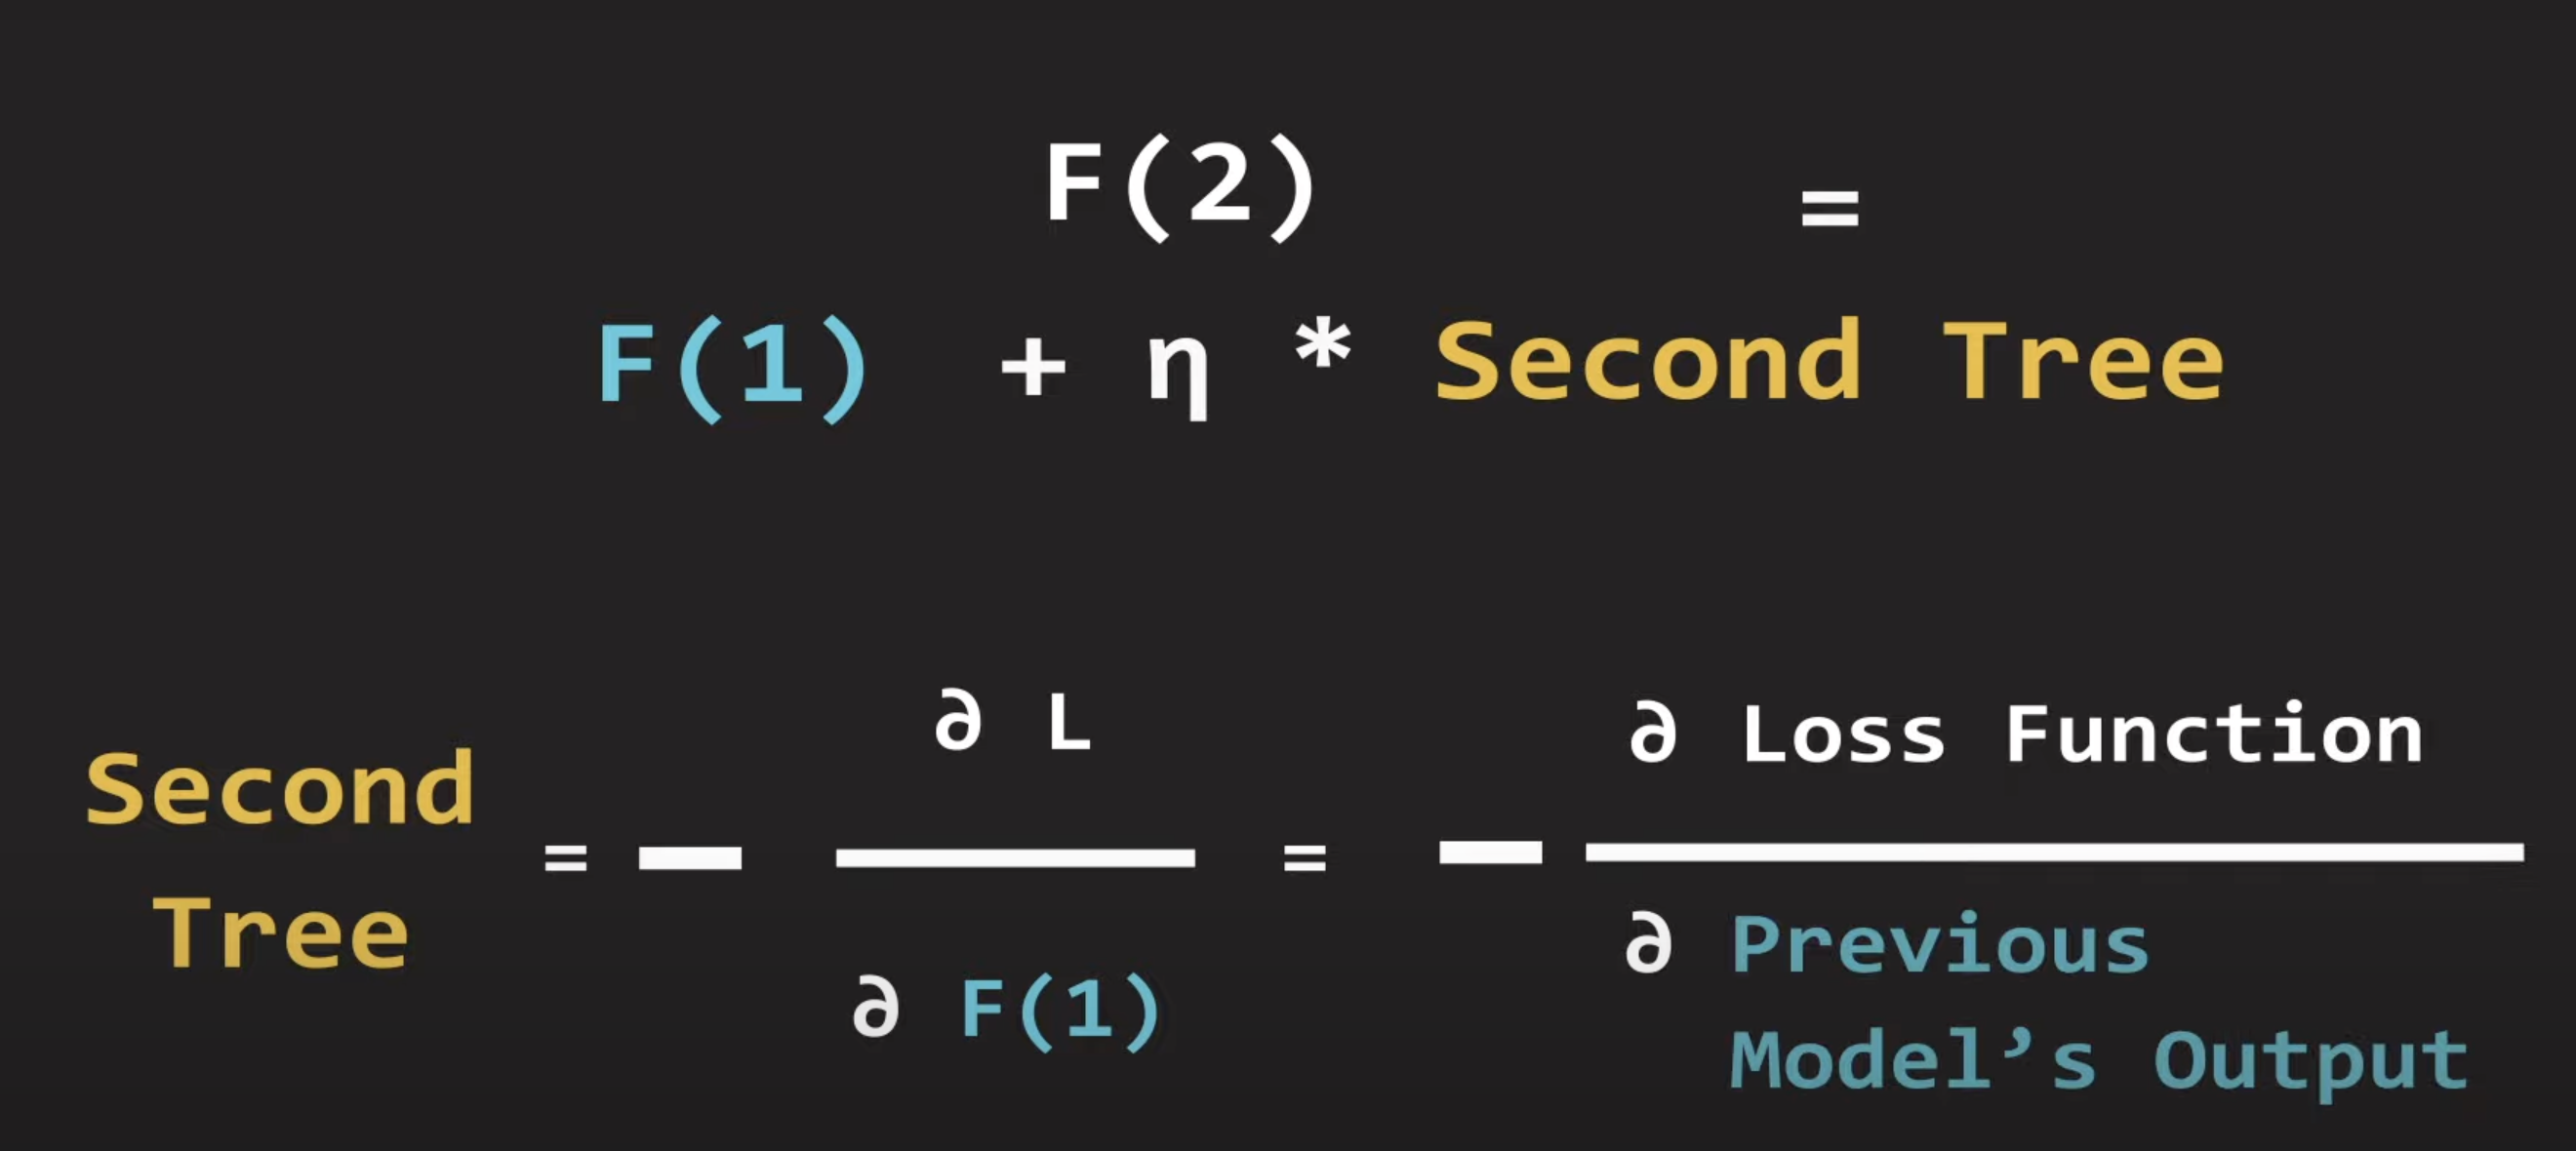 F(2) =
F(1) + η * Second Tree
Second Tree = − ∂ L / ∂ F(1) = − ∂ Loss Function / ∂ Previous Model’s Output